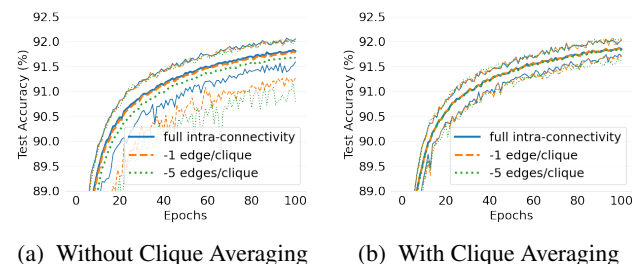 92.5
92.0
91.5
91.0
90.5
90.0
89.5
89.0
Test Accuracy (%)
full intra-connectivity
-1 edge/clique
-5 edges/clique
0 20 40 60 80 100
Epochs
(a) Without Clique Averaging
92.5
92.0
91.5
91.0
90.5
90.0
89.5
89.0
Test Accuracy (%)
full intra-connectivity
-1 edge/clique
-5 edges/clique
0 20 40 60 80 100
Epochs
(b) With Clique Averaging